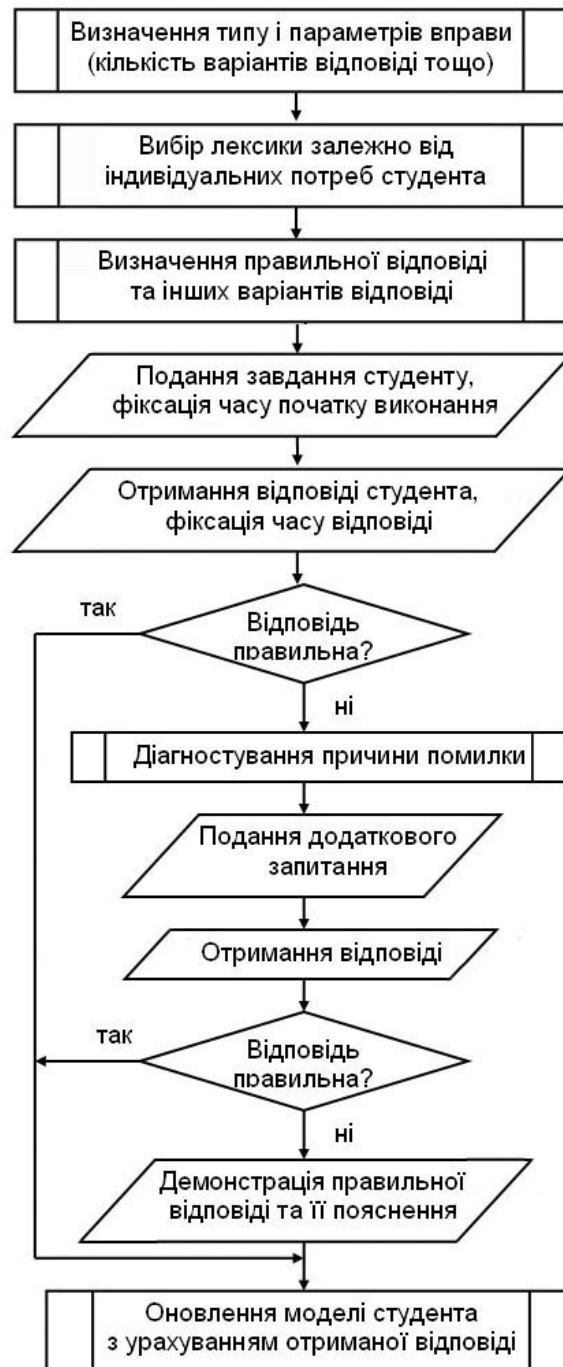 Визначення типу і параметрів вправи
(кількість варіантів відповіді тощо)
Вибір лексики залежно від
індивідуальних потреб студента
Визначення правильної відповіді
та інших варіантів відповіді
Подання завдання студенту,
фіксація часу початку виконання
Отримання відповіді студента,
фіксація часу відповіді
так
Відповідь
правильна?
ні
Діагностування причини помилки
Подання додаткового
запитання
Отримання відповіді
так
Відповідь
правильна?
ні
Демонстрація правильної
відповіді та її пояснення
Оновлення моделі студента
з урахуванням отриманої відповіді